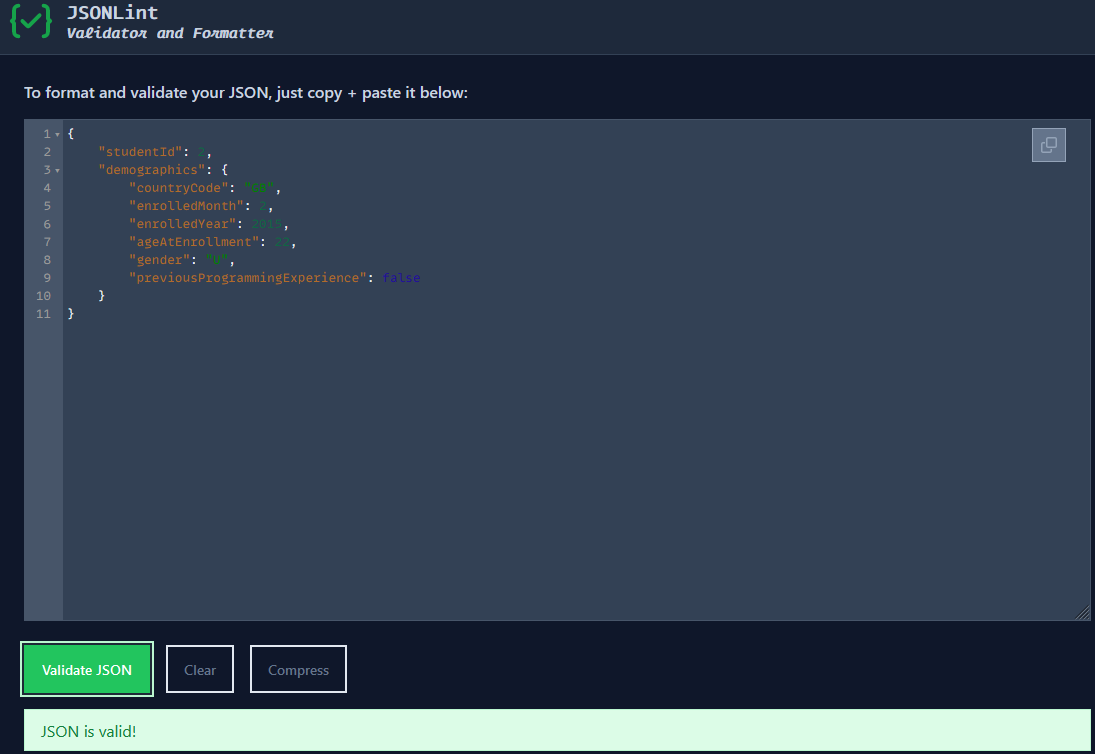 JSONLint
Validator and Formatter
To format and validate your JSON, just copy + paste it below:
1 {
2 "studentId": 2,
3 "demographics": {
4 "countryCode": "GB",
5 "enrolledMonth": 2,
6 "enrolledYear": 2015,
7 "ageAtEnrollment": 22,
8 "gender": "U",
9 "previousProgrammingExperience": false
10 }
11 }
Validate JSON
Clear
Compress
JSON is valid!